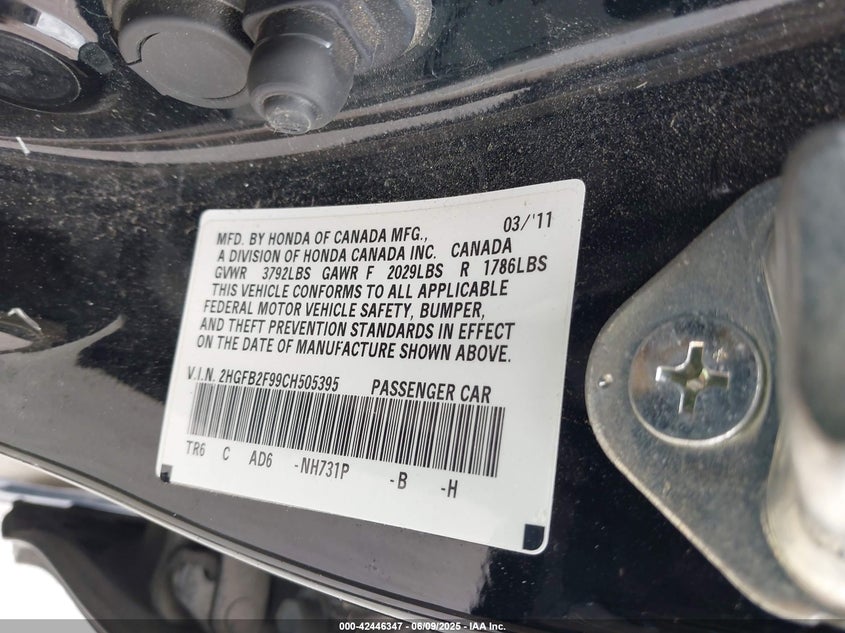 MFD. BY HONDA OF CANADA MFG., 03/'11
A DIVISION OF HONDA CANADA INC. CANADA
GVWR 3792LBS GAWR F 2029LBS R 1786LBS
THIS VEHICLE CONFORMS TO ALL APPLICABLE
FEDERAL MOTOR VEHICLE SAFETY, BUMPER,
AND THEFT PREVENTION STANDARDS IN EFFECT
ON THE DATE OF MANUFACTURE SHOWN ABOVE.
V.I.N. 2HGFB2F99CH505395 PASSENGER CAR
TR6 C AD6 -NH731P -B -H
000-42446347 - 06/09/2025 - IAA Inc.